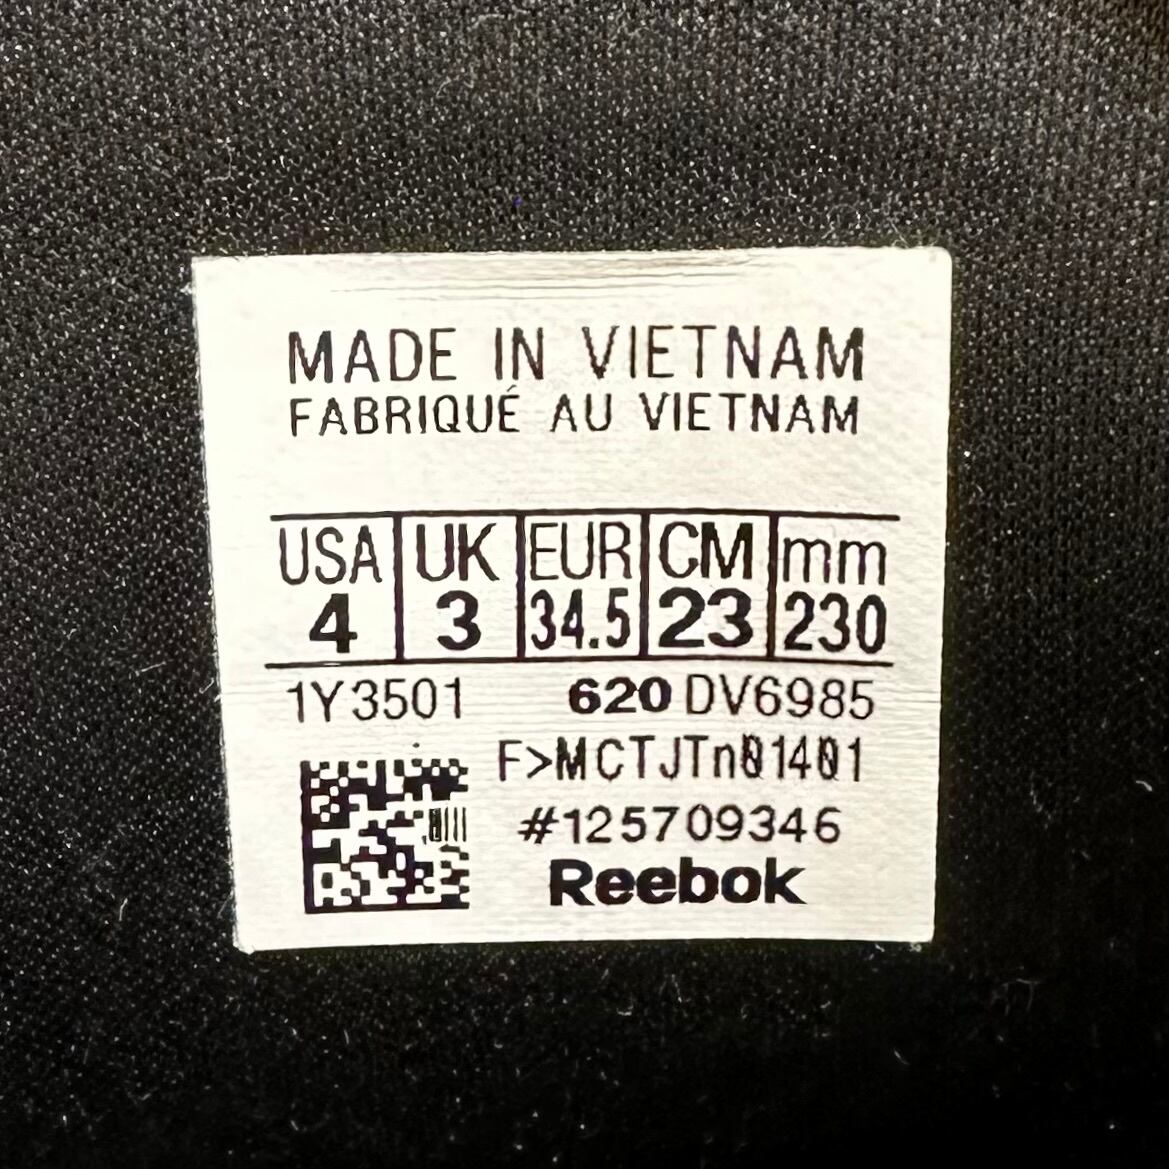 MADE IN VIETNAM
FABRIQUÉ AU VIETNAM
USA UK EUR CM mm
4 3 34.5 23 230
1Y3501 620 DV6985
F>MCTJTn01401
#125709346
Reebok